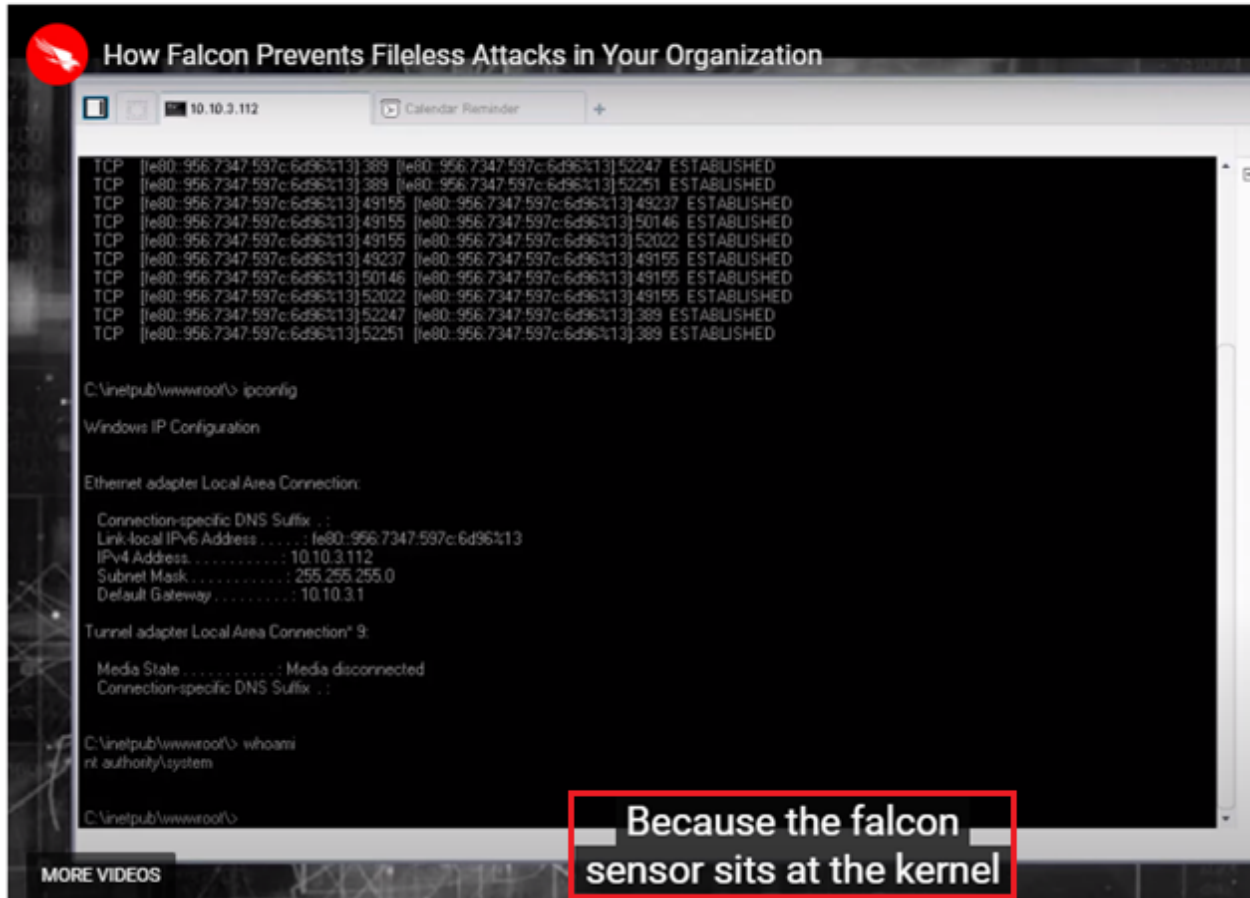 How Falcon Prevents Fileless Attacks in Your Organization
10.10.3.112
Calendar Reminder
+
TCP [fe80::956:7347:597c:6d96%13]:389 [fe80::956:7347:597c:6d96%13]:52247 ESTABLISHED
TCP [fe80::956:7347:597c:6d96%13]:389 [fe80::956:7347:597c:6d96%13]:52251 ESTABLISHED
TCP [fe80::956:7347:597c:6d96%13]:49155 [fe80::956:7347:597c:6d96%13]:49237 ESTABLISHED
TCP [fe80::956:7347:597c:6d96%13]:49155 [fe80::956:7347:597c:6d96%13]:50146 ESTABLISHED
TCP [fe80::956:7347:597c:6d96%13]:49155 [fe80::956:7347:597c:6d96%13]:52022 ESTABLISHED
TCP [fe80::956:7347:597c:6d96%13]:49237 [fe80::956:7347:597c:6d96%13]:49155 ESTABLISHED
TCP [fe80::956:7347:597c:6d96%13]:50146 [fe80::956:7347:597c:6d96%13]:49155 ESTABLISHED
TCP [fe80::956:7347:597c:6d96%13]:52022 [fe80::956:7347:597c:6d96%13]:49155 ESTABLISHED
TCP [fe80::956:7347:597c:6d96%13]:52247 [fe80::956:7347:597c:6d96%13]:389 ESTABLISHED
TCP [fe80::956:7347:597c:6d96%13]:52251 [fe80::956:7347:597c:6d96%13]:389 ESTABLISHED
C:\inetpub\wwwroot\> ipconfig
Windows IP Configuration
Ethernet adapter Local Area Connection:
Connection-specific DNS Suffix . :
Link-local IPv6 Address . . . . . : fe80::956:7347:597c:6d96%13
IPv4 Address. . . . . . . . . . . : 10.10.3.112
Subnet Mask . . . . . . . . . . . : 255.255.255.0
Default Gateway . . . . . . . . . : 10.10.3.1
Tunnel adapter Local Area Connection* 9:
Media State . . . . . . . . . . . : Media disconnected
Connection-specific DNS Suffix . :
C:\inetpub\wwwroot\> whoami
nt authority\system
C:\inetpub\wwwroot\>
Because the falcon
sensor sits at the kernel
MORE VIDEOS